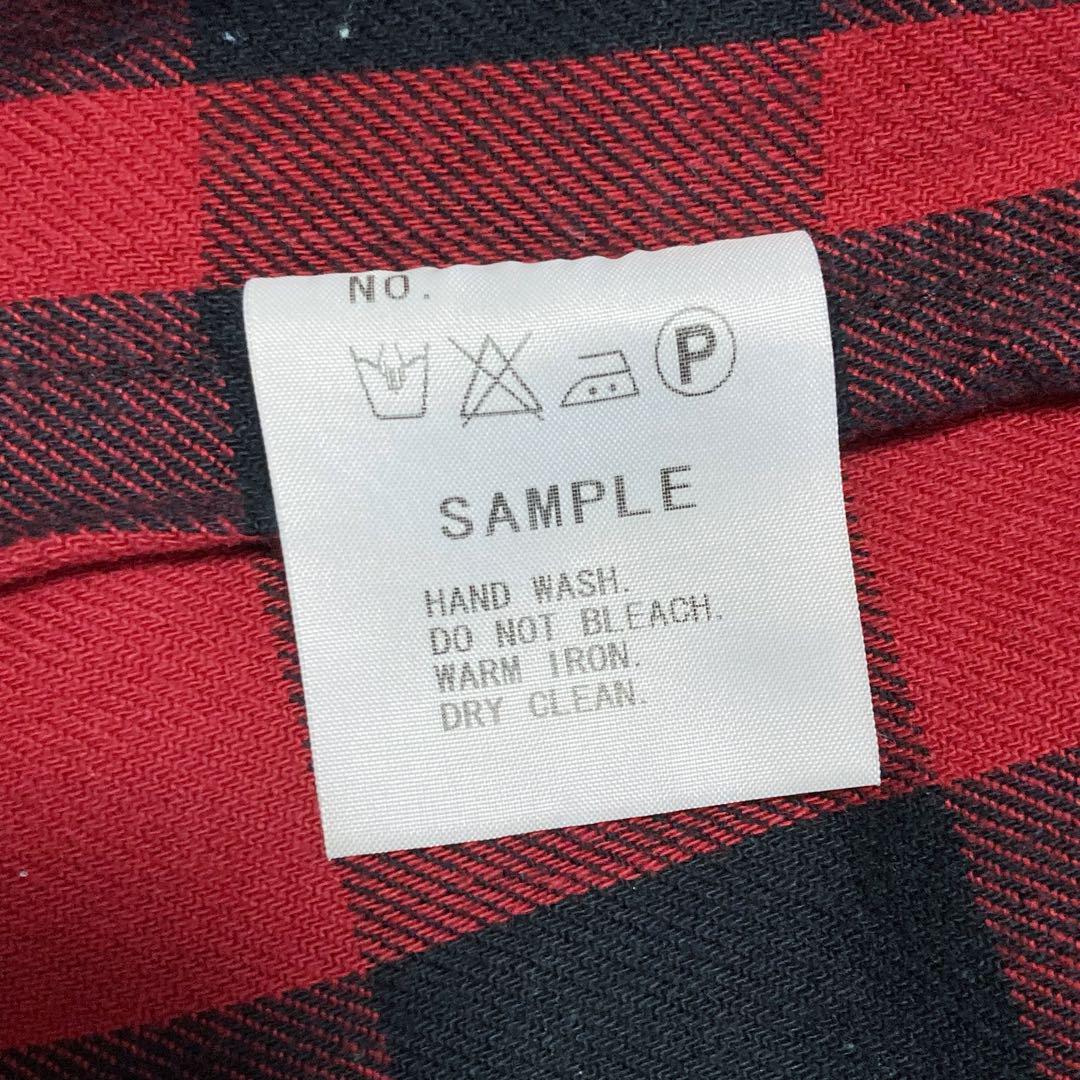 NO.
P
SAMPLE
HAND WASH.
DO NOT BLEACH.
WARM IRON.
DRY CLEAN.